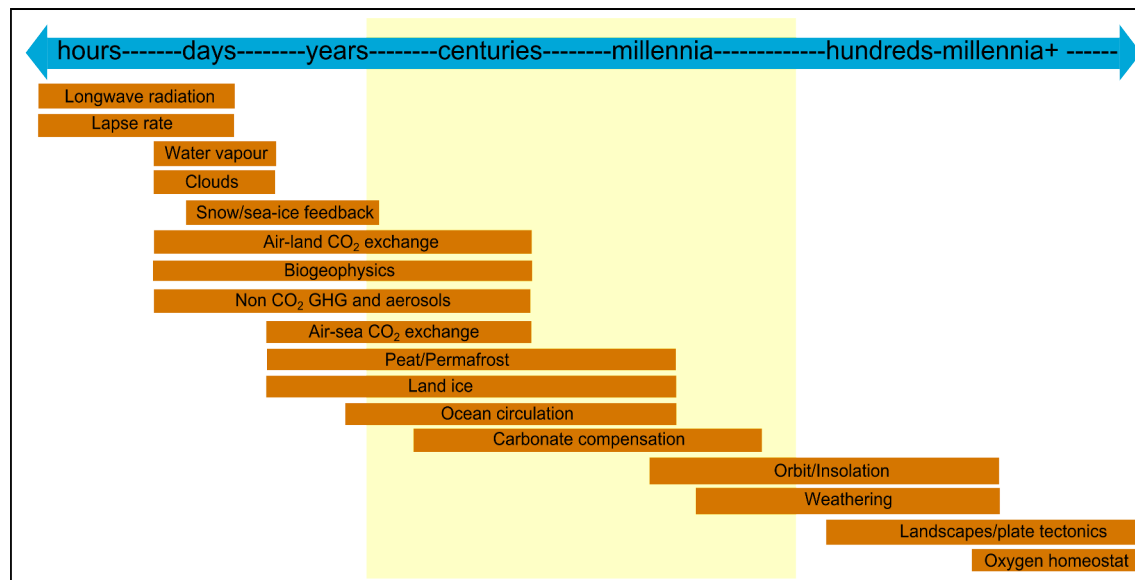 hours-------days--------years--------centuries--------millennia-------------hundreds-millennia+ ------
Longwave radiation
Lapse rate
Water vapour
Clouds
Snow/sea-ice feedback
Air-land CO₂ exchange
Biogeophysics
Non CO₂ GHG and aerosols
Air-sea CO₂ exchange
Peat/Permafrost
Land ice
Ocean circulation
Carbonate compensation
Orbit/Insolation
Weathering
Landscapes/plate tectonics
Oxygen homeostat